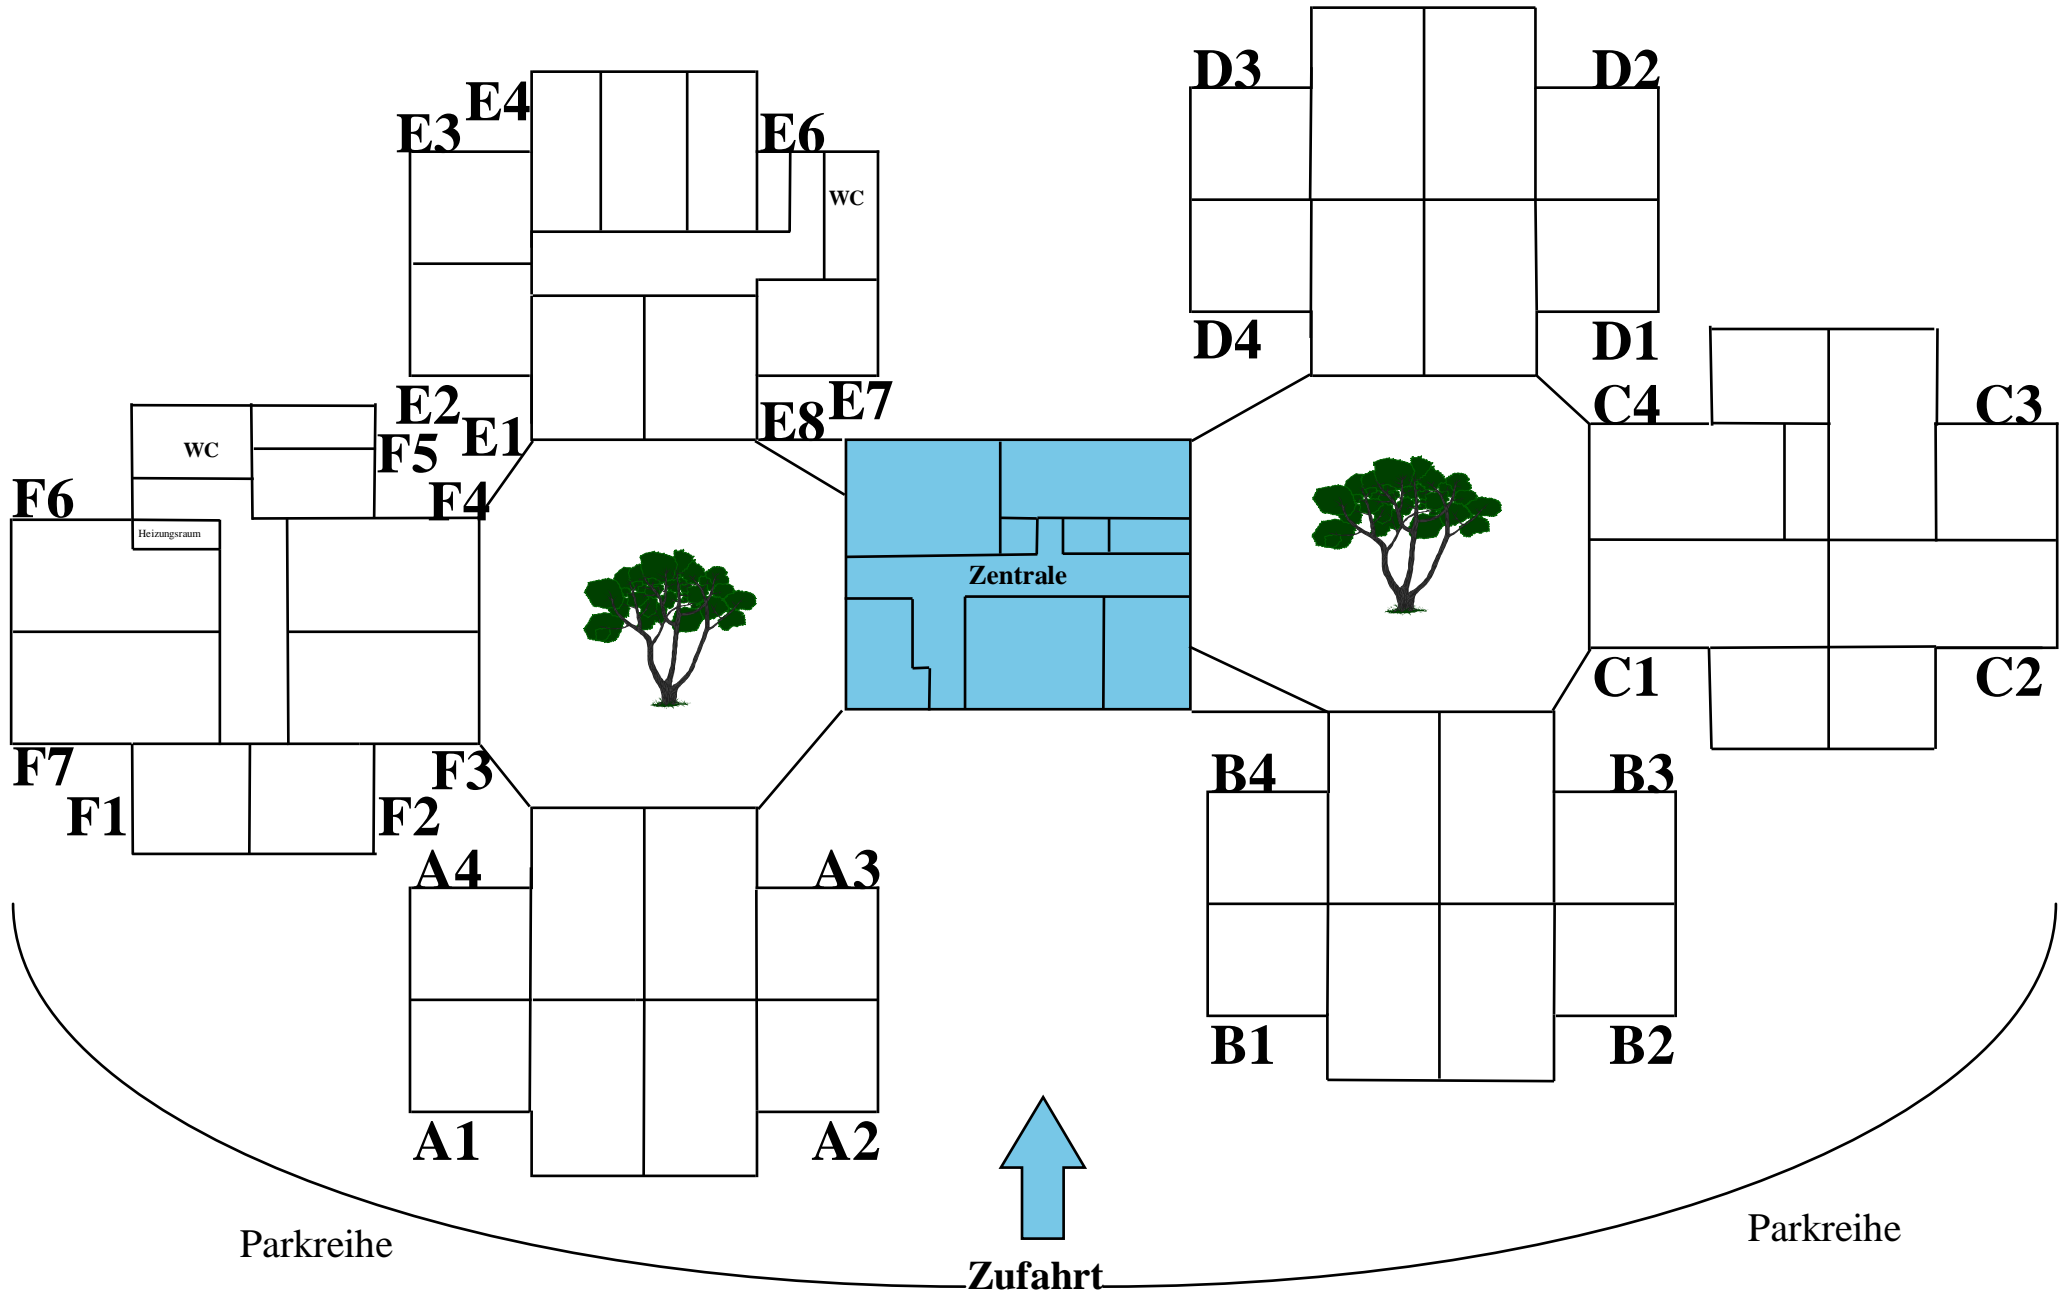 D3
D2
E4
E3
E6
WC
D4
D1
E2
E7
C4
C3
E8
E1
F5
WC
F6
F4
Heizungsraum
Zentrale
C1
C2
F7
F3
B4
B3
F1
F2
A4
A3
B1
B2
A1
A2
Parkreihe
Parkreihe
Zufahrt